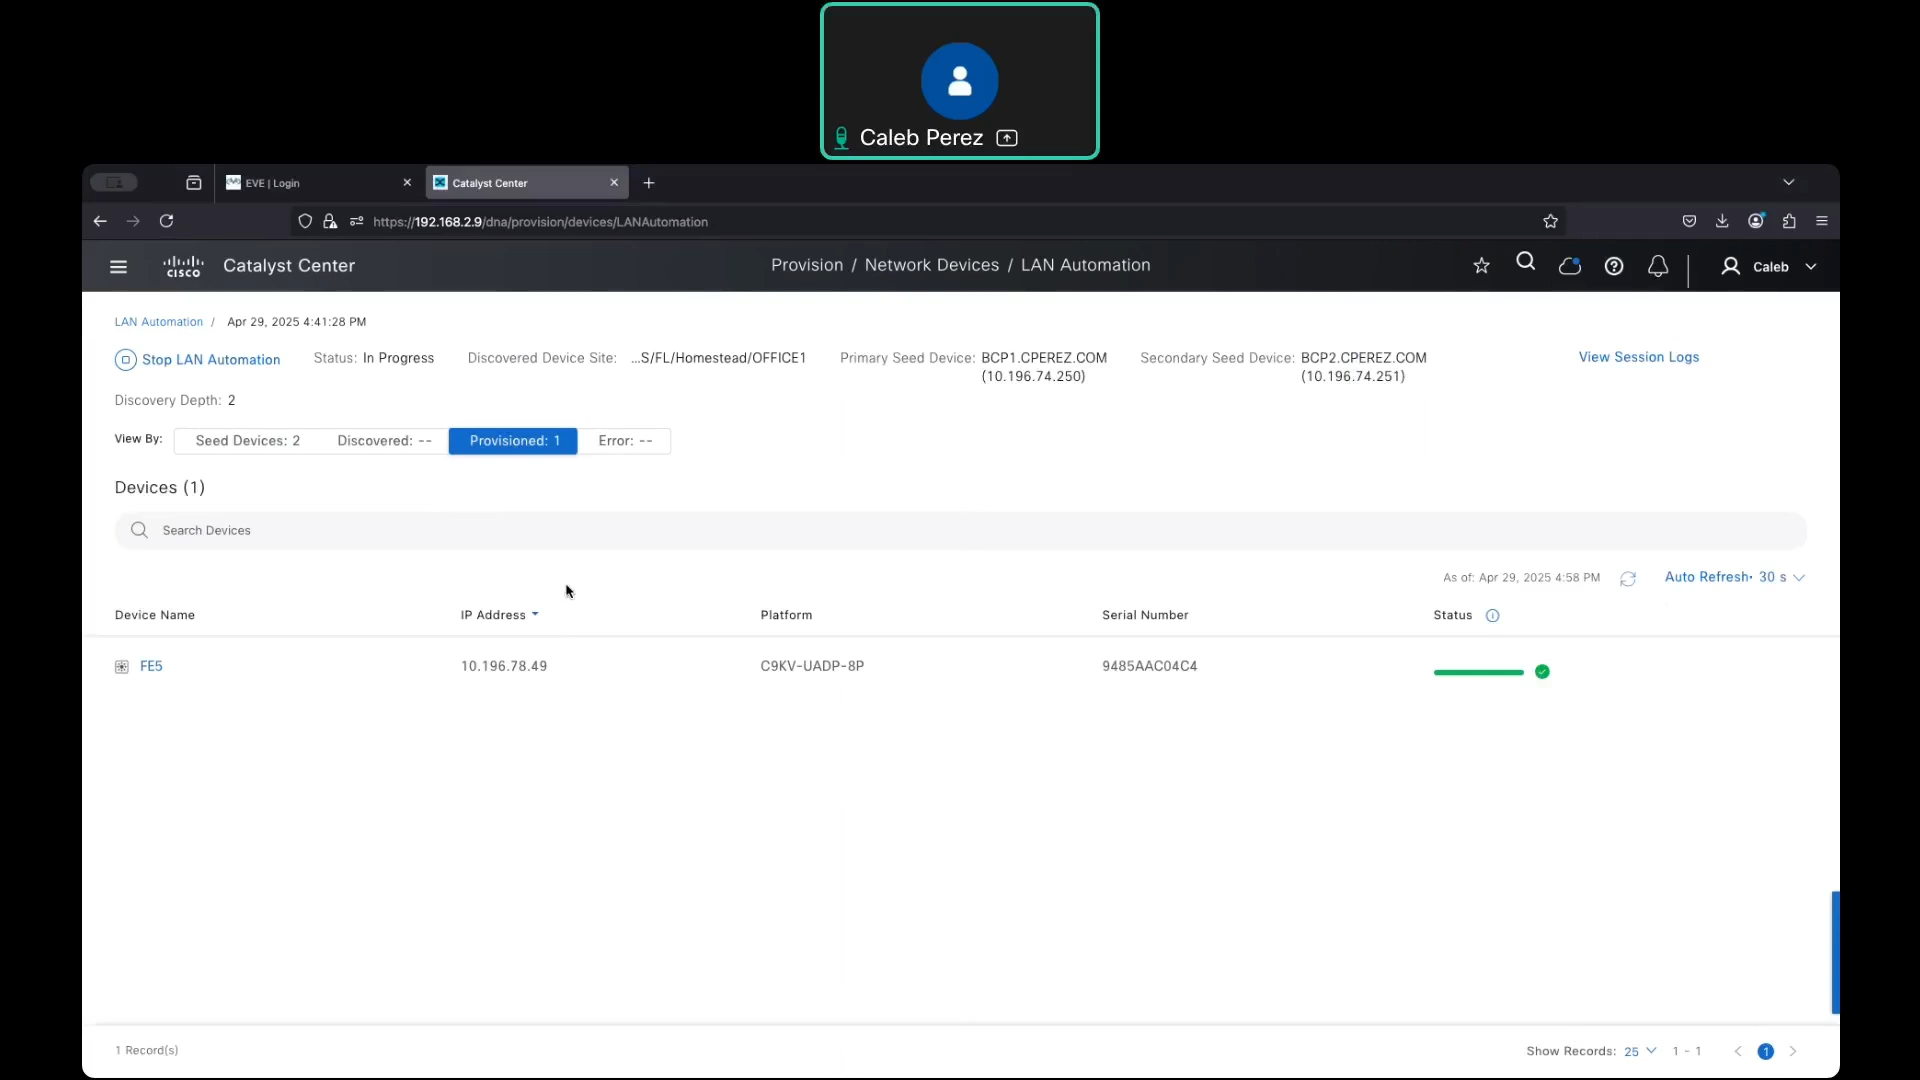 Caleb Perez
EVE | Login
Catalyst Center
https://192.168.2.9/dna/provision/devices/LANAutomation
CISCO
Catalyst Center
Provision / Network Devices / LAN Automation
Caleb
LAN Automation / Apr 29, 2025 4:41:28 PM
Stop LAN Automation
Status: In Progress
Discovered Device Site: ...S/FL/Homestead/OFFICE1
Primary Seed Device: BCP1.CPEREZ.COM
(10.196.74.250)
Secondary Seed Device: BCP2.CPEREZ.COM
(10.196.74.251)
View Session Logs
Discovery Depth: 2
View By: Seed Devices: 2 Discovered: -- Provisioned: 1 Error: --
Devices (1)
Search Devices
As of: Apr 29, 2025 4:58 PM Auto Refresh• 30 s
Device Name IP Address Platform Serial Number Status
FE5 10.196.78.49 C9KV-UADP-8P 9485AAC04C4
1 Record(s) Show Records: 25 1 - 1 1